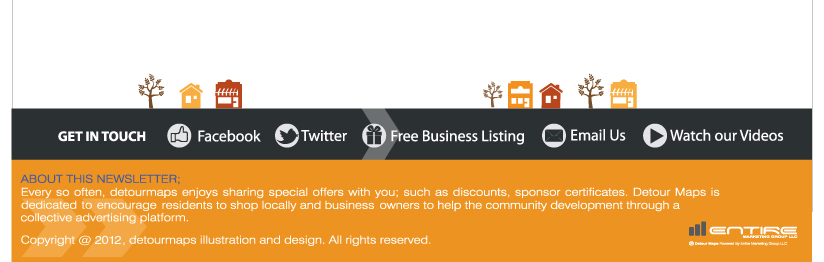 GET IN TOUCH Facebook Twitter Free Business Listing Email Us Watch our Videos
ABOUT THIS NEWSLETTER;
Every so often, detourmaps enjoys sharing special offers with you; such as discounts, sponsor certificates. Detour Maps is
dedicated to encourage residents to shop locally and business owners to help the community development through a
collective advertising platform.
Copyright @ 2012, detourmaps illustration and design. All rights reserved.
ENTIRE
MARKETING GROUP LLC
Detour Maps Powered By Entire Marketing Group LLC